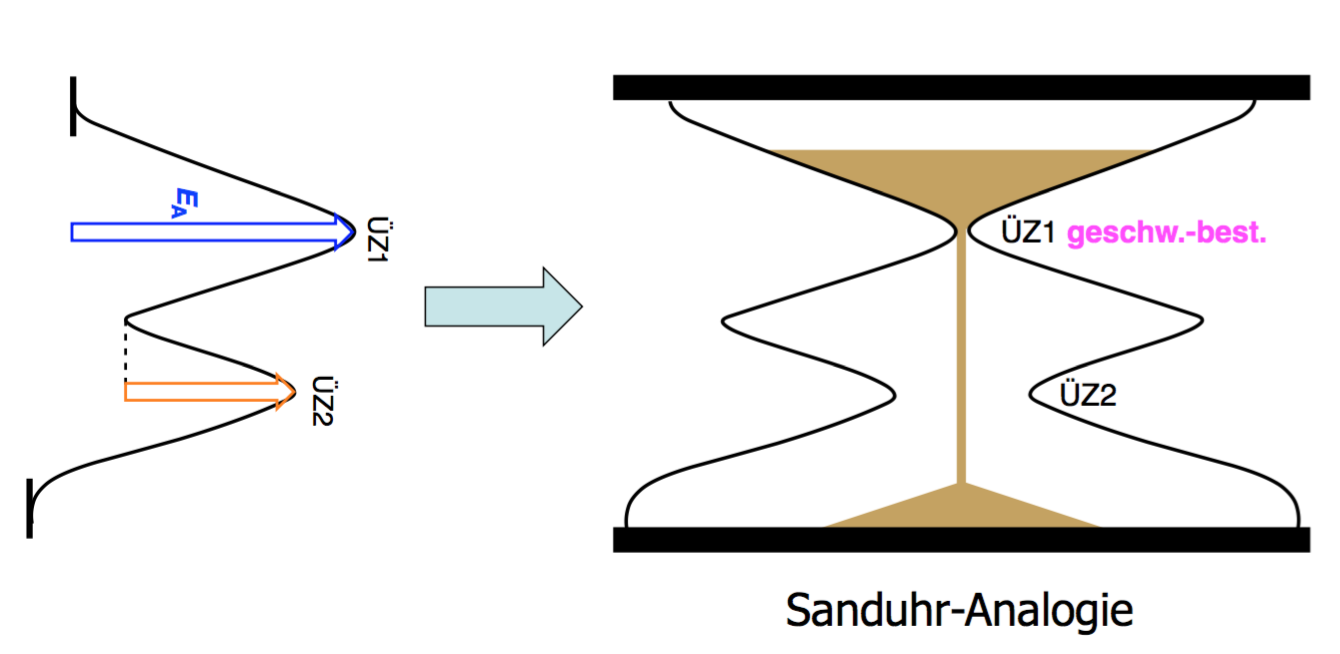 E_A
ÜZ1
ÜZ2
ÜZ1 geschw.-best.
ÜZ2
Sanduhr-Analogie